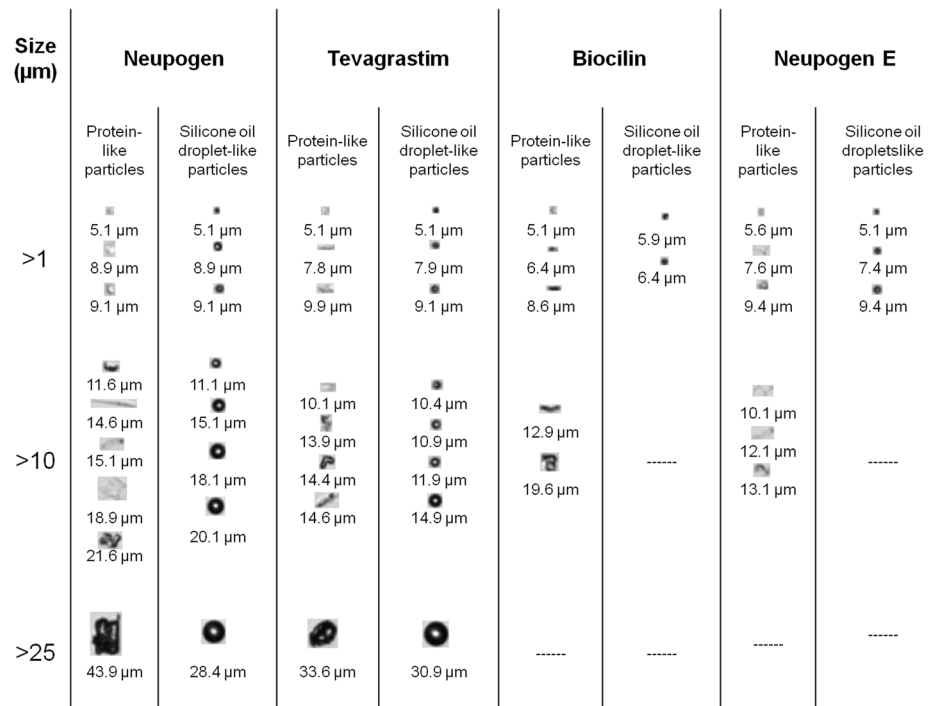 Size
(µm)
Neupogen
Tevagrastim
Biocilin
Neupogen E
Protein-
like
particles
Silicone oil
droplet-like
particles
Protein-like
particles
Silicone oil
droplet-like
particles
Protein-like
particles
Silicone oil
droplet-like
particles
Protein-
like
particles
Silicone oil
dropletslike
particles
>1
5.1 µm
8.9 µm
9.1 µm
5.1 µm
8.9 µm
9.1 µm
5.1 µm
7.8 µm
9.9 µm
5.1 µm
7.9 µm
9.1 µm
5.1 µm
6.4 µm
8.6 µm
5.9 µm
6.4 µm
5.6 µm
7.6 µm
9.4 µm
5.1 µm
7.4 µm
9.4 µm
>10
11.6 µm
14.6 µm
15.1 µm
18.9 µm
21.6 µm
11.1 µm
15.1 µm
18.1 µm
20.1 µm
10.1 µm
13.9 µm
14.4 µm
14.6 µm
10.4 µm
10.9 µm
11.9 µm
14.9 µm
12.9 µm
19.6 µm
------
10.1 µm
12.1 µm
13.1 µm
------
>25
43.9 µm
28.4 µm
33.6 µm
30.9 µm
------
------
------
------